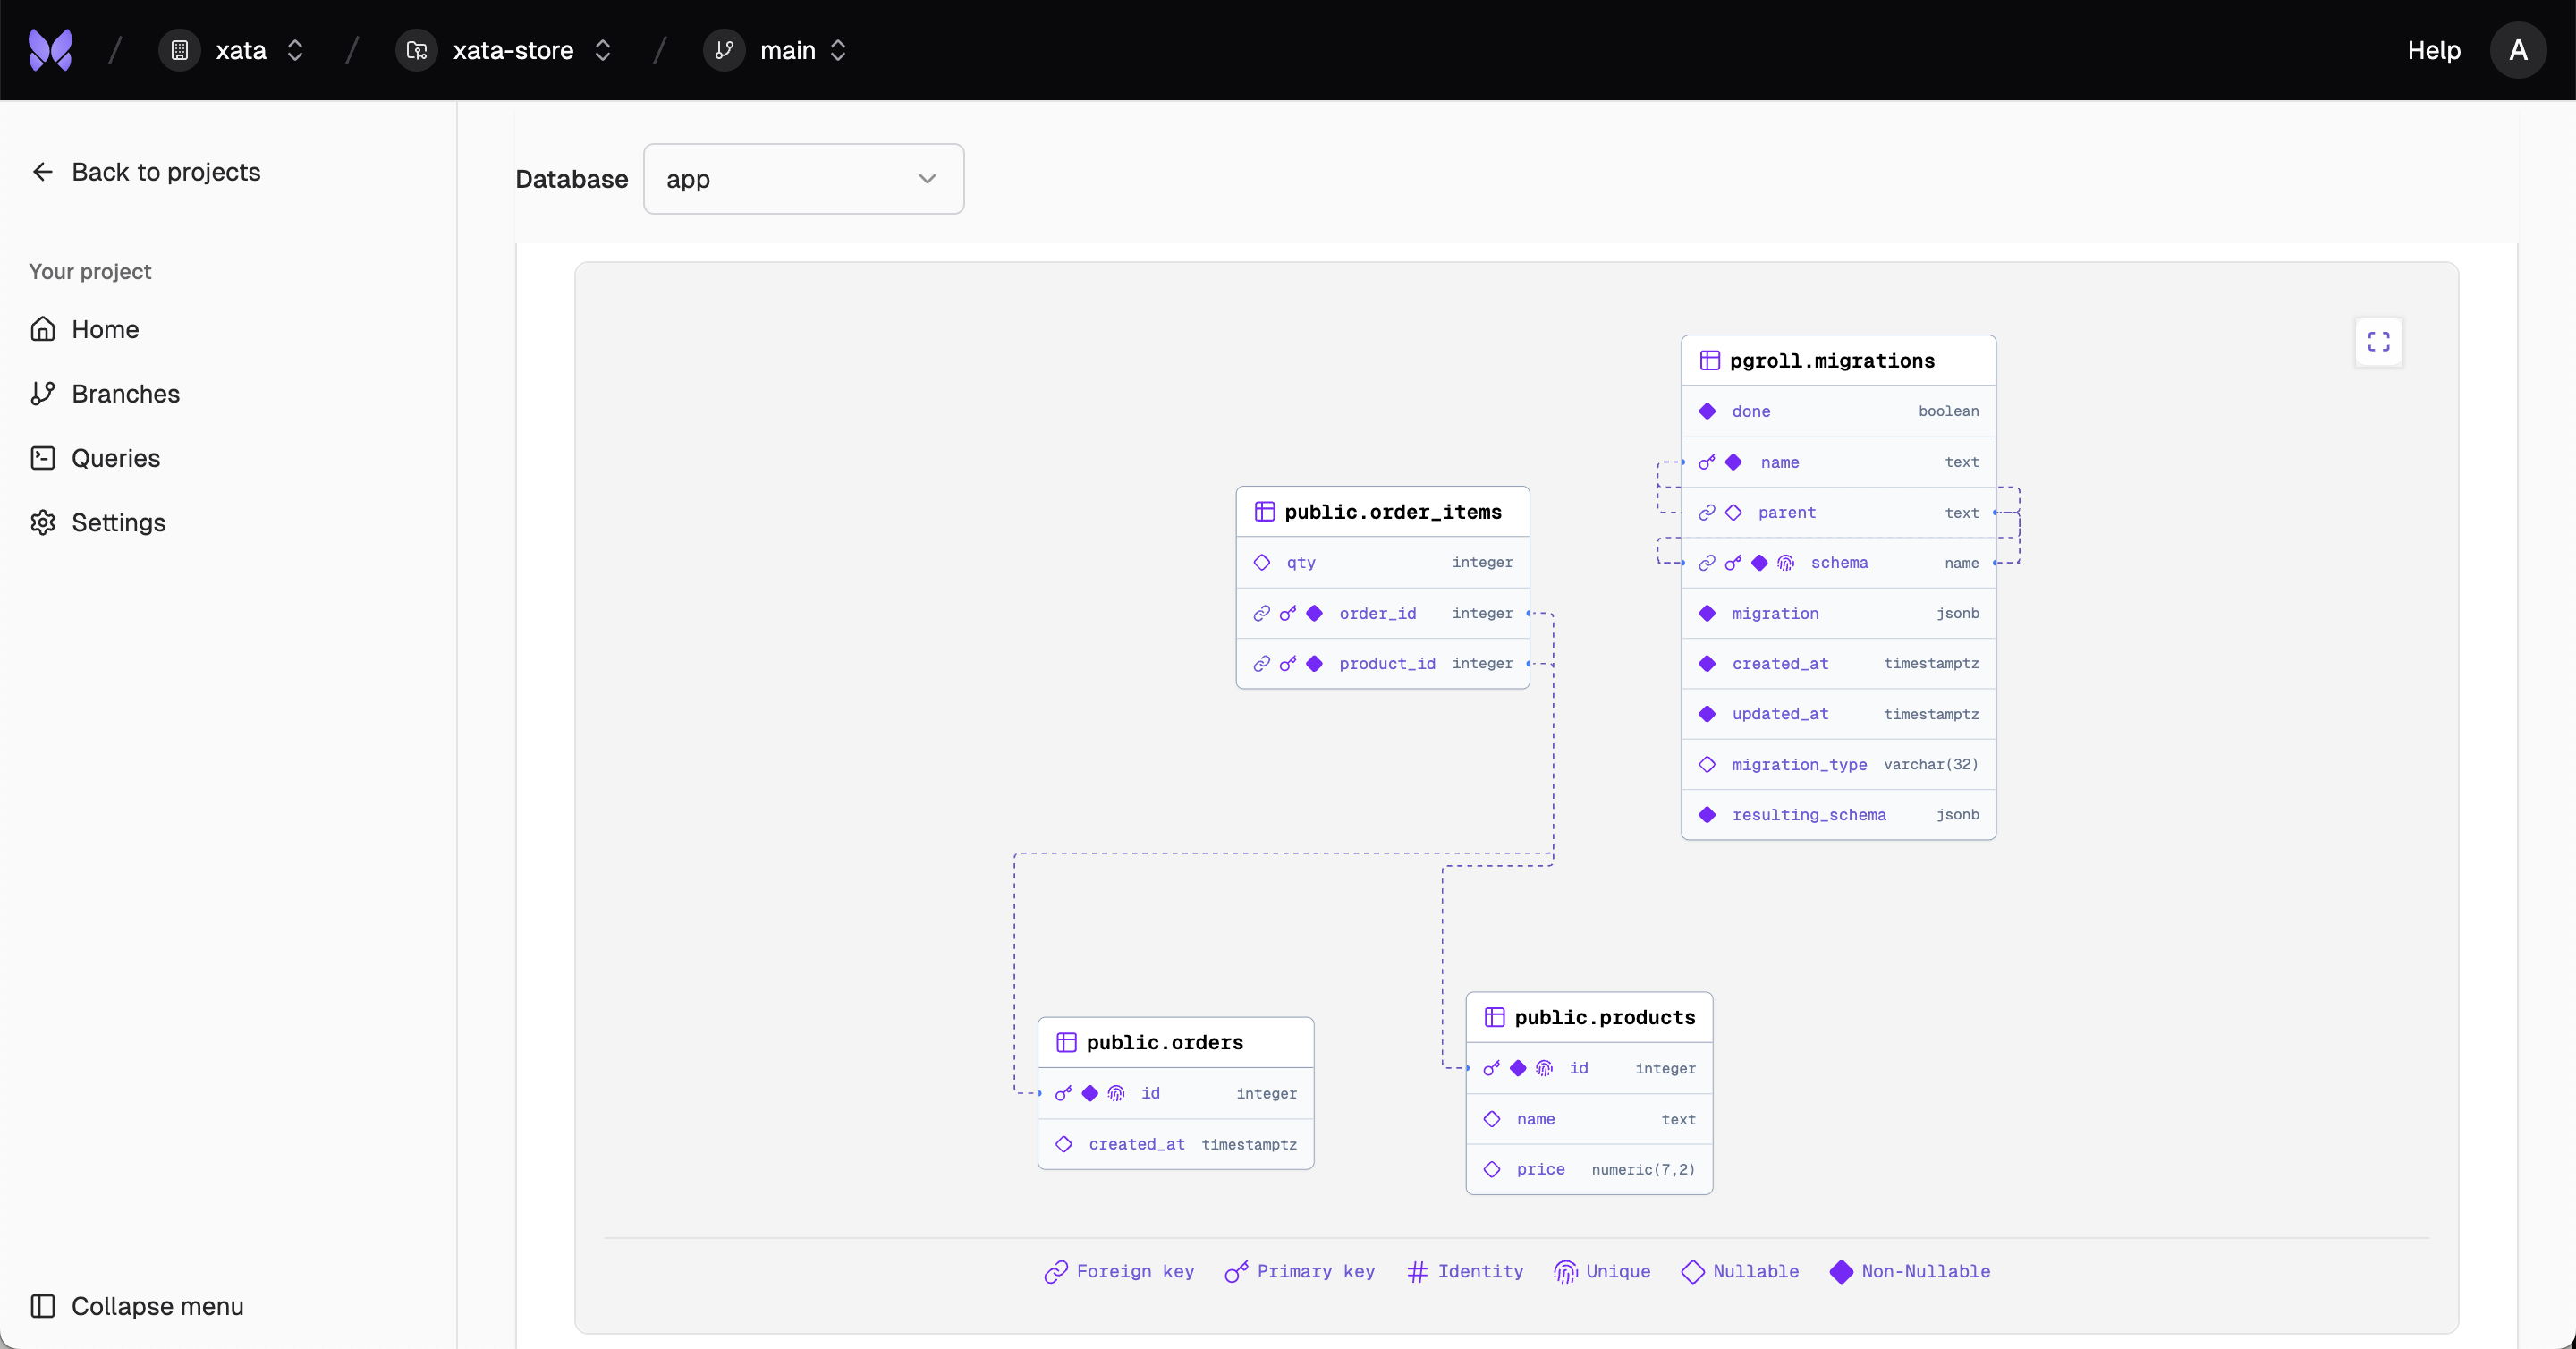 / xata / xata-store / main Help A
Back to projects
Your project
Home
Branches
Queries
Settings
Collapse menu
Database app
pgroll.migrations
done boolean
name text
parent text
schema name
migration jsonb
created_at timestamptz
updated_at timestamptz
migration_type varchar(32)
resulting_schema jsonb
public.order_items
qty integer
order_id integer
product_id integer
public.orders
id integer
created_at timestamptz
public.products
id integer
name text
price numeric(7,2)
Foreign key Primary key Identity Unique Nullable Non-Nullable